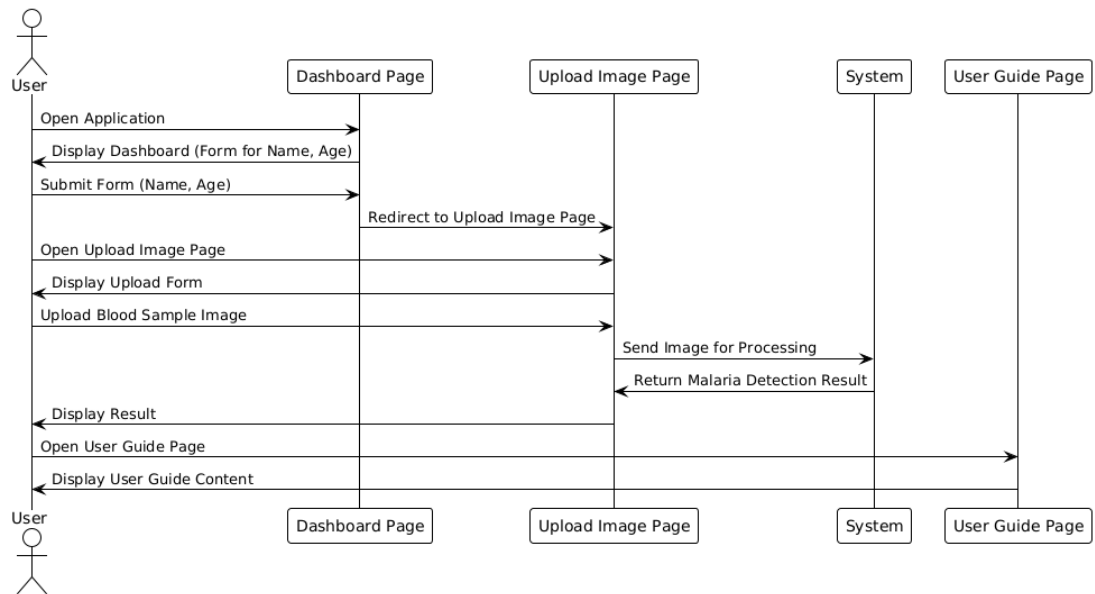 User
Dashboard Page
Upload Image Page
System
User Guide Page
Open Application
Display Dashboard (Form for Name, Age)
Submit Form (Name, Age)
Redirect to Upload Image Page
Open Upload Image Page
Display Upload Form
Upload Blood Sample Image
Send Image for Processing
Return Malaria Detection Result
Display Result
Open User Guide Page
Display User Guide Content
User
Dashboard Page
Upload Image Page
System
User Guide Page